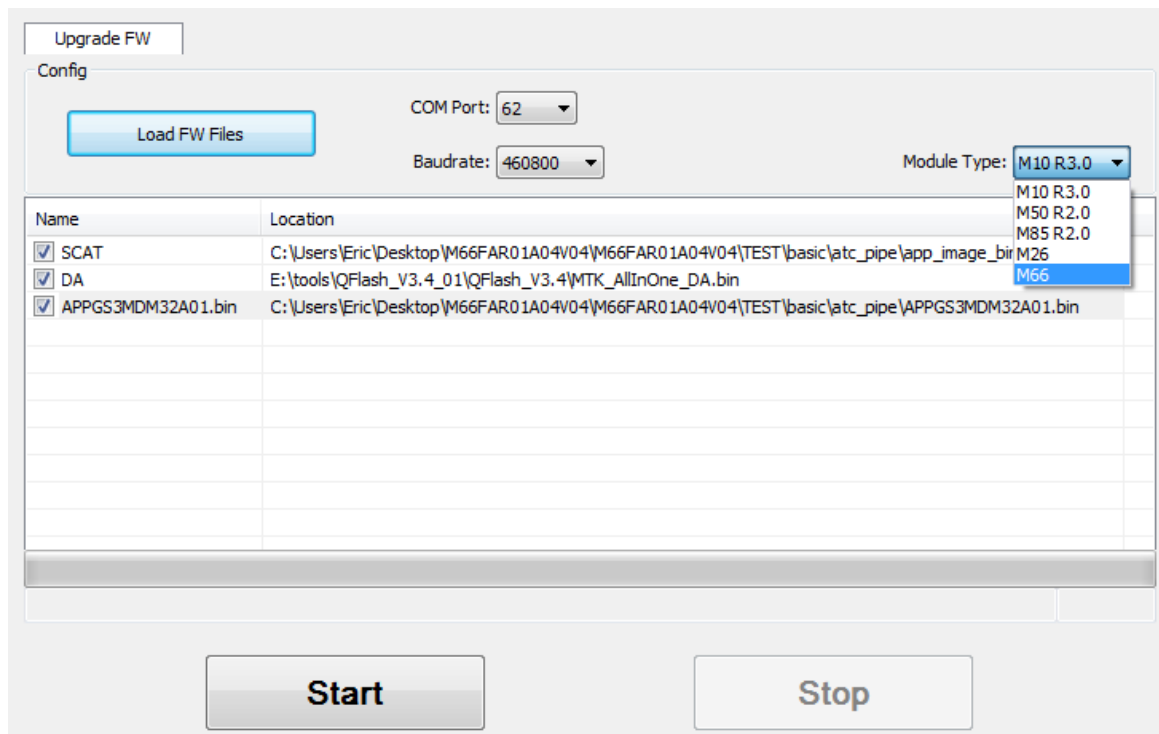 Upgrade FW
Config
Load FW Files
COM Port: 62
Baudrate: 460800
Module Type: M10 R3.0
M10 R3.0
M50 R2.0
M85 R2.0
M26
M66
Name Location
SCAT C:\Users\Eric\Desktop\M66FAR01A04V04\M66FAR01A04V04\TEST\basic\atc_pipe\app_image_bin
DA E:\tools\QFlash_V3.4_01\QFlash_V3.4\MTK_AllInOne_DA.bin
APPGS3MDM32A01.bin C:\Users\Eric\Desktop\M66FAR01A04V04\M66FAR01A04V04\TEST\basic\atc_pipe\APPGS3MDM32A01.bin
Start Stop